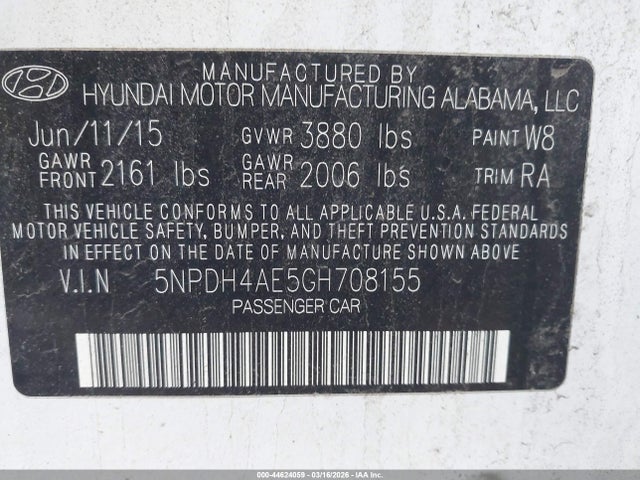 MANUFACTURED BY
HYUNDAI MOTOR MANUFACTURING ALABAMA, LLC
Jun/11/15 GVWR 3880 lbs PAINT W8
GAWR FRONT 2161 lbs GAWR REAR 2006 lbs TRIM RA
THIS VEHICLE CONFORMS TO ALL APPLICABLE U.S.A. FEDERAL
MOTOR VEHICLE SAFETY, BUMPER, AND THEFT PREVENTION STANDARDS
IN EFFECT ON THE DATE OF MANUFACTURE SHOWN ABOVE
V.I.N 5NPDH4AE5GH708155
PASSENGER CAR
000-44624059 - 03/16/2026 - IAA Inc.